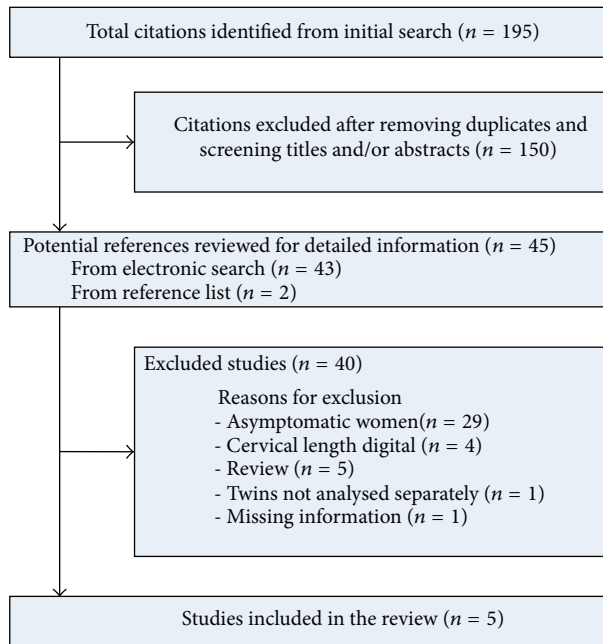 Total citations identified from initial search (n = 195)
Citations excluded after removing duplicates and
screening titles and/or abstracts (n = 150)
Potential references reviewed for detailed information (n = 45)
From electronic search (n = 43)
From reference list (n = 2)
Excluded studies (n = 40)
Reasons for exclusion
- Asymptomatic women(n = 29)
- Cervical length digital (n = 4)
- Review (n = 5)
- Twins not analysed separately (n = 1)
- Missing information (n = 1)
Studies included in the review (n = 5)